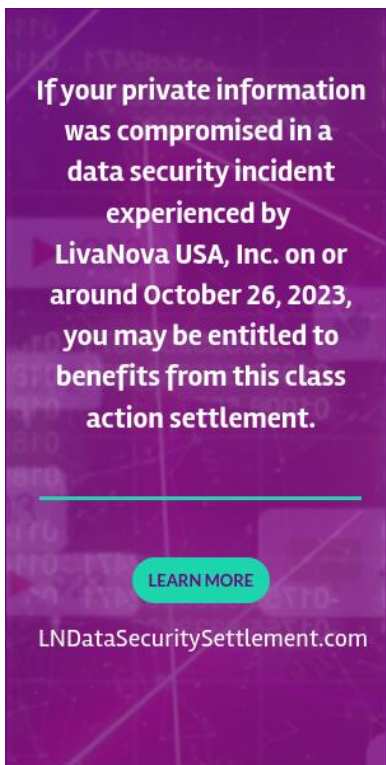 If your private information
was compromised in a
data security incident
experienced by
LivaNova USA, Inc. on or
around October 26, 2023,
you may be entitled to
benefits from this class
action settlement.
LEARN MORE
LNDataSecuritySettlement.com